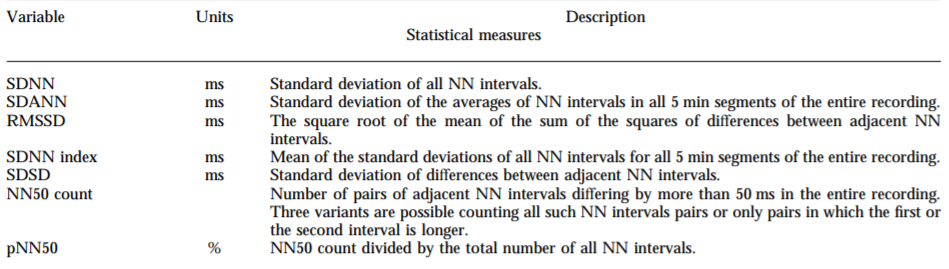 Variable Units Description
Statistical measures
SDNN ms Standard deviation of all NN intervals.
SDANN ms Standard deviation of the averages of NN intervals in all 5 min segments of the entire recording.
RMSSD ms The square root of the mean of the sum of the squares of differences between adjacent NN
intervals.
SDNN index ms Mean of the standard deviations of all NN intervals for all 5 min segments of the entire recording.
SDSD ms Standard deviation of differences between adjacent NN intervals.
NN50 count Number of pairs of adjacent NN intervals differing by more than 50 ms in the entire recording.
Three variants are possible counting all such NN intervals pairs or only pairs in which the first or
the second interval is longer.
pNN50 % NN50 count divided by the total number of all NN intervals.